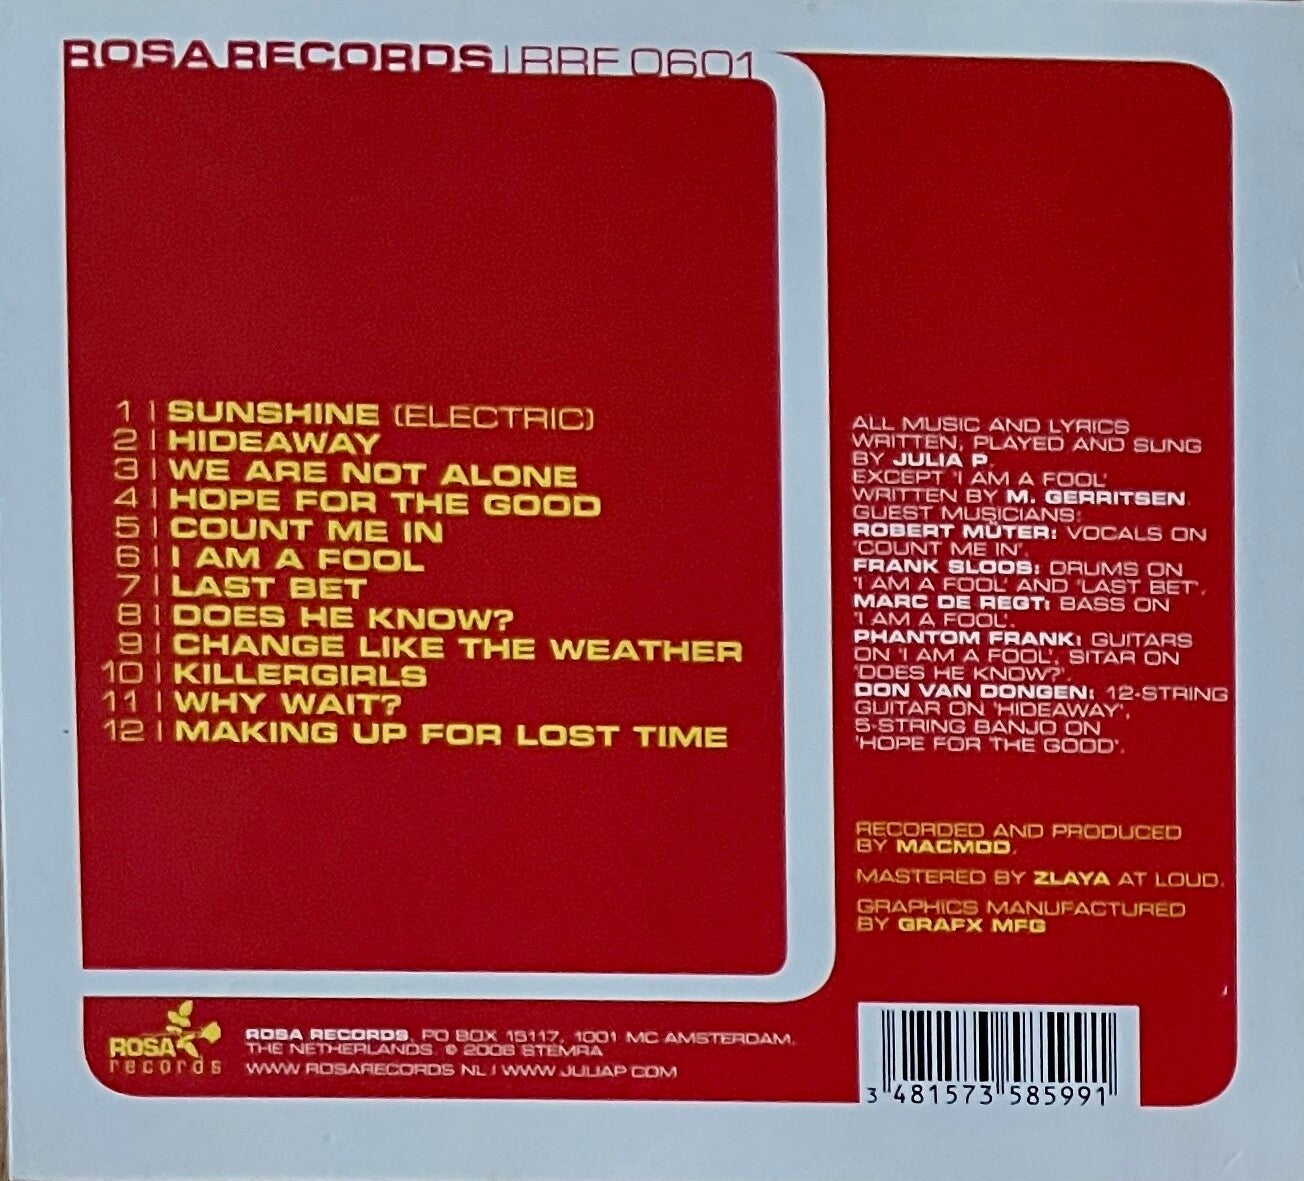 ROSA RECORDS | RRF 0601
1 | SUNSHINE (ELECTRIC)
2 | HIDEAWAY
3 | WE ARE NOT ALONE
4 | HOPE FOR THE GOOD
5 | COUNT ME IN
6 | I AM A FOOL
7 | LAST BET
8 | DOES HE KNOW?
9 | CHANGE LIKE THE WEATHER
10 | KILLERGIRLS
11 | WHY WAIT?
12 | MAKING UP FOR LOST TIME
ALL MUSIC AND LYRICS
WRITTEN, PLAYED AND SUNG
BY JULIA P.
EXCEPT 'I AM A FOOL'
WRITTEN BY M. GERRITSEN.
GUEST MUSICIANS:
ROBERT MÜTER: VOCALS ON
'COUNT ME IN'.
FRANK SLOOS: DRUMS ON
'I AM A FOOL' AND 'LAST BET'.
MARC DE REGT: BASS ON
'I AM A FOOL'.
PHANTOM FRANK: GUITARS
ON 'I AM A FOOL', SITAR ON
'DOES HE KNOW?'.
DON VAN DONGEN: 12-STRING
GUITAR ON 'HIDEAWAY',
5-STRING BANJO ON
'HOPE FOR THE GOOD'.
RECORDED AND PRODUCED
BY MACMOD.
MASTERED BY ZLAYA AT LOUD.
GRAPHICS MANUFACTURED
BY GRAFX MFG
ROSA
records
ROSA RECORDS, PO BOX 15117, 1001 MC AMSTERDAM,
THE NETHERLANDS. © 2006 STEMRA
WWW.ROSARECORDS.NL | WWW.JULIAP.COM
3 481573 585991